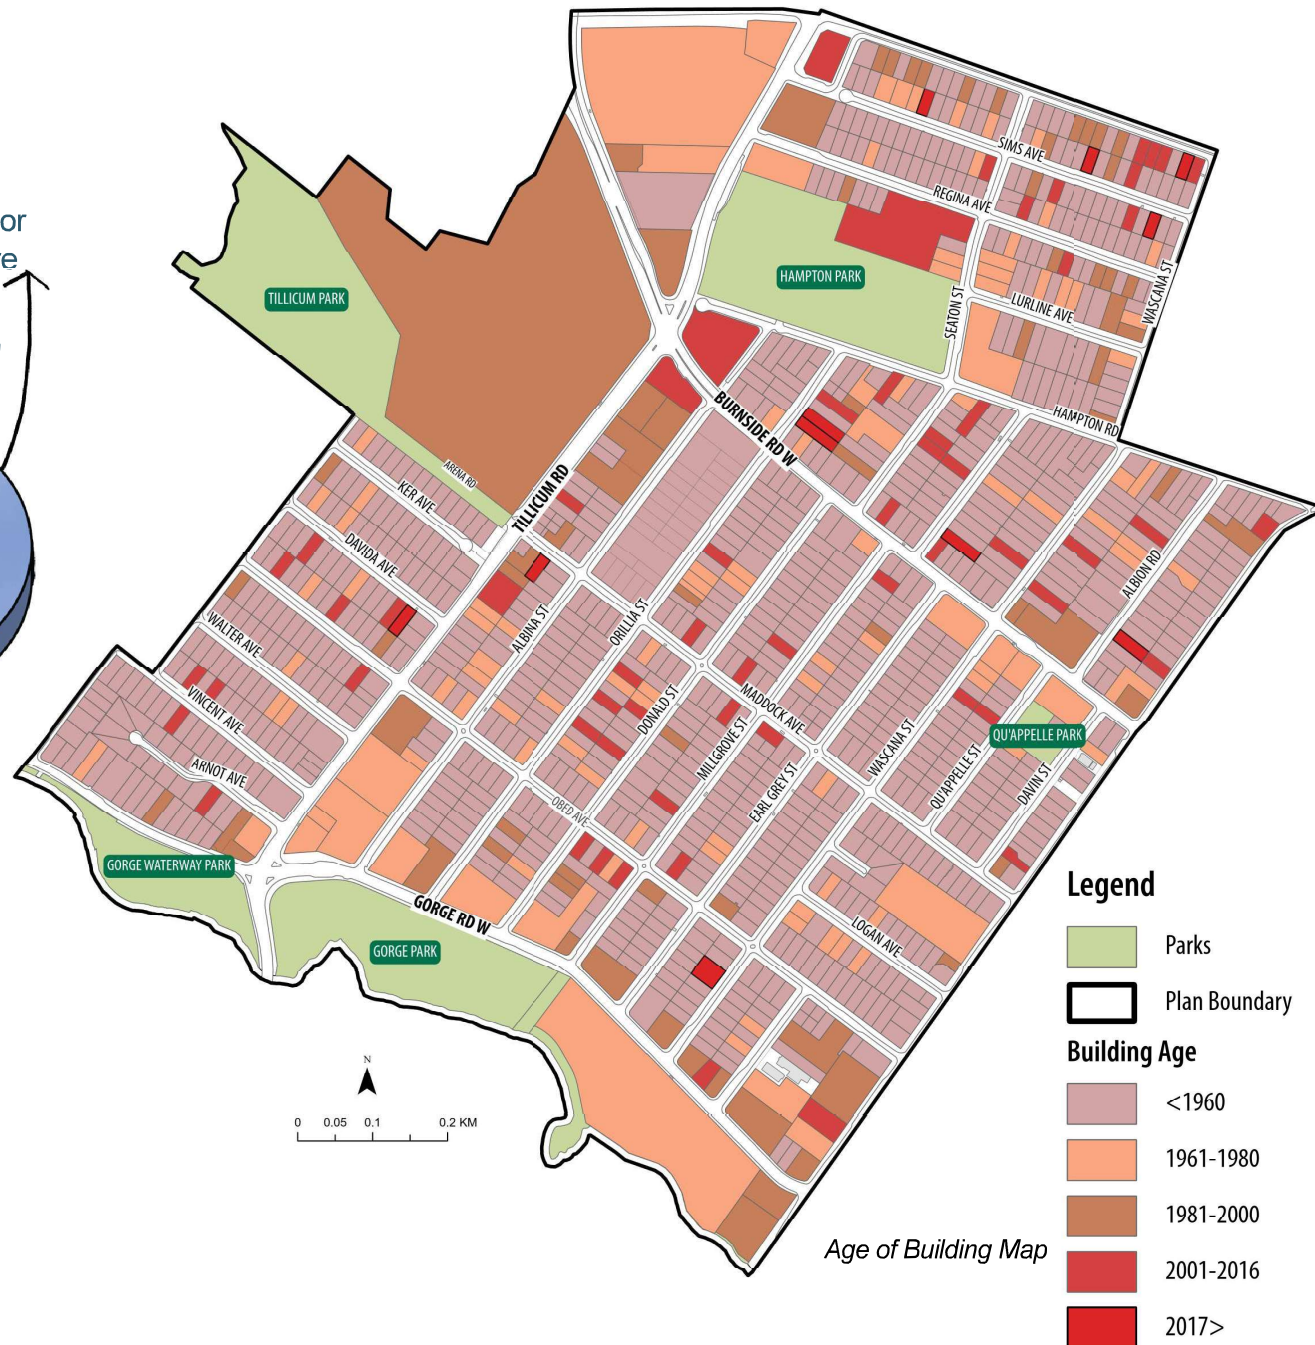 or
re
SIMS AVE
REGINA AVE
HAMPTON PARK
TILLICUM PARK
SEATON ST
LURLINE AVE
WASCANA ST
HAMPTON RD
BURNSIDE RD W
ARENA RD
KER AVE
TILLICUM RD
DAVIDA AVE
ALBION RD
ALBINA ST
ORILLIA ST
WALTER AVE
VINCENT AVE
DONALD ST
MADDOCK AVE
MILLGROVE ST
WASCANA ST
QU'APPELLE PARK
QU'APPELLE ST
DAVIN ST
EARL GREY ST
ARNOT AVE
OBED AVE
GORGE WATERWAY PARK
GORGE RD W
LOGAN AVE
GORGE PARK
N
0 0.05 0.1 0.2 KM
Legend
Parks
Plan Boundary
Building Age
<1960
1961-1980
1981-2000
2001-2016
2017>
Age of Building Map